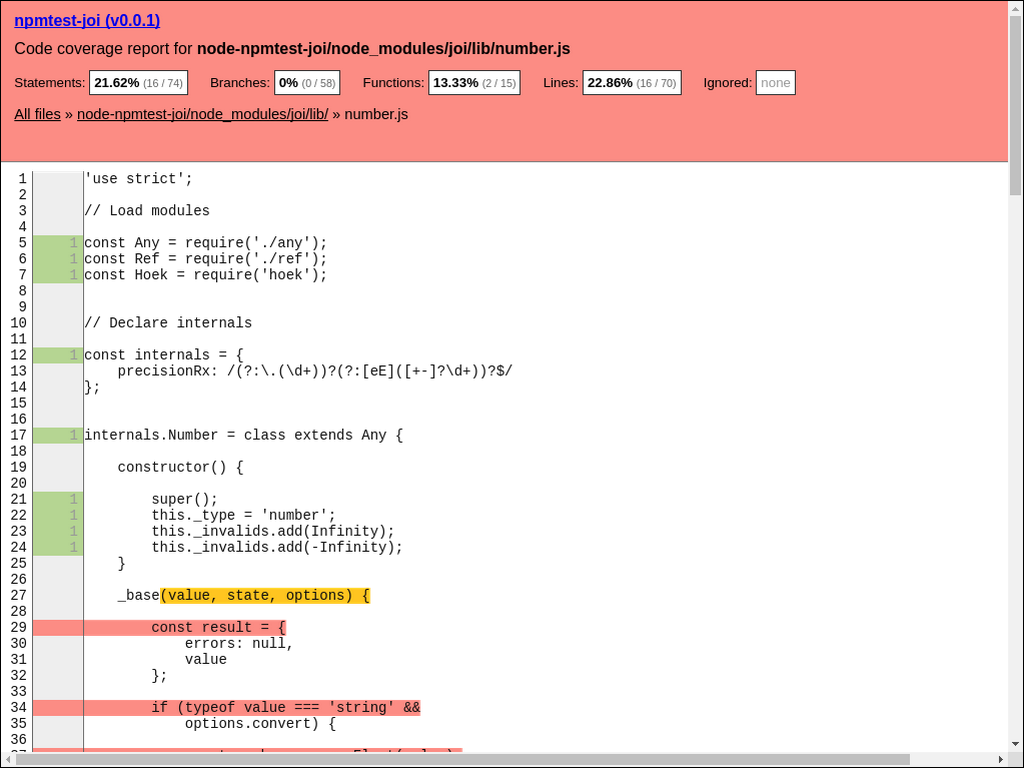 npmtest-joi (v0.0.1)
Code coverage report for node-npmtest-joi/node_modules/joi/lib/number.js
Statements: 21.62% (16 / 74) Branches: 0% (0 / 58) Functions: 13.33% (2 / 15) Lines: 22.86% (16 / 70) Ignored: none
All files » node-npmtest-joi/node_modules/joi/lib/ » number.js
1 'use strict';
2
3 // Load modules
4
5 1 const Any = require('./any');
6 1 const Ref = require('./ref');
7 1 const Hoek = require('hoek');
8
9
10 // Declare internals
11
12 1 const internals = {
13 precisionRx: /(?:\.(\d+))?(?:[eE]([+-]?\d+))?$/
14 };
15
16
17 1 internals.Number = class extends Any {
18
19 constructor() {
20
21 1 super();
22 1 this._type = 'number';
23 1 this._invalids.add(Infinity);
24 1 this._invalids.add(-Infinity);
25 }
26
27 _base(value, state, options) {
28
29 const result = {
30 errors: null,
31 value
32 };
33
34 if (typeof value === 'string' &&
35 options.convert) {
36